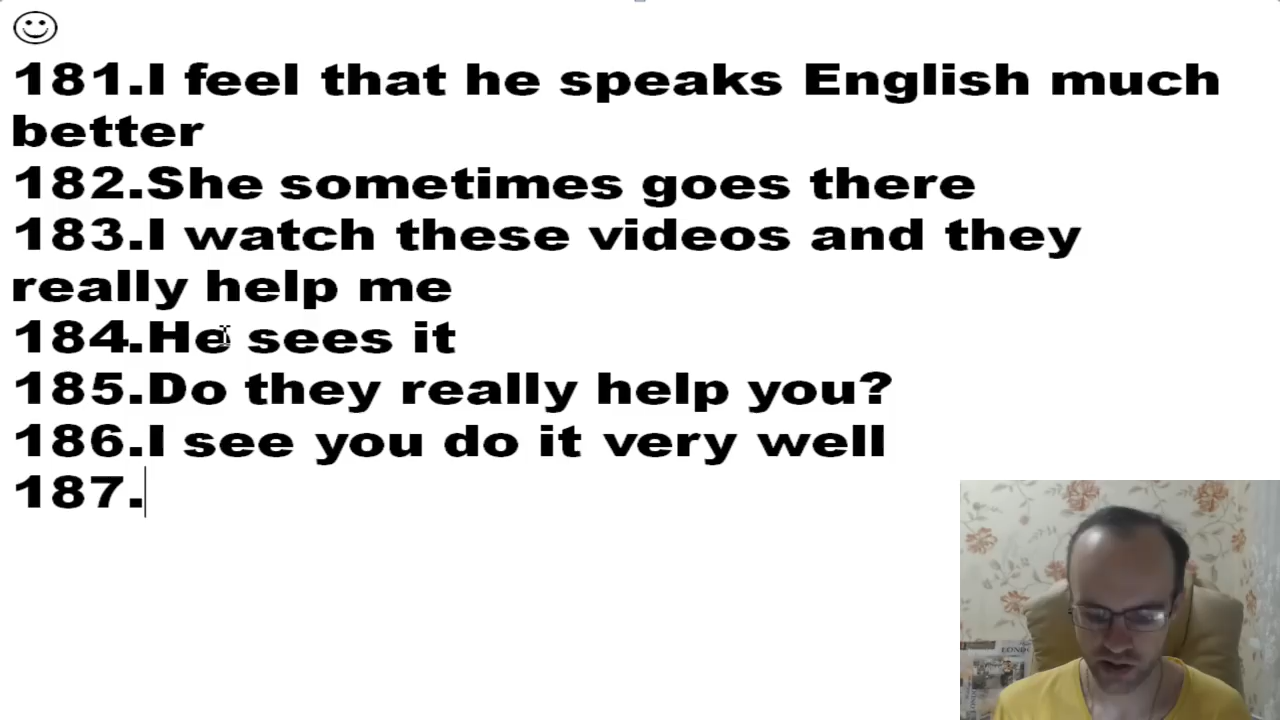 181.I feel that he speaks English much
better
182.She sometimes goes there
183.I watch these videos and they
really help me
184.He sees it
185.Do they really help you?
186.I see you do it very well
187.